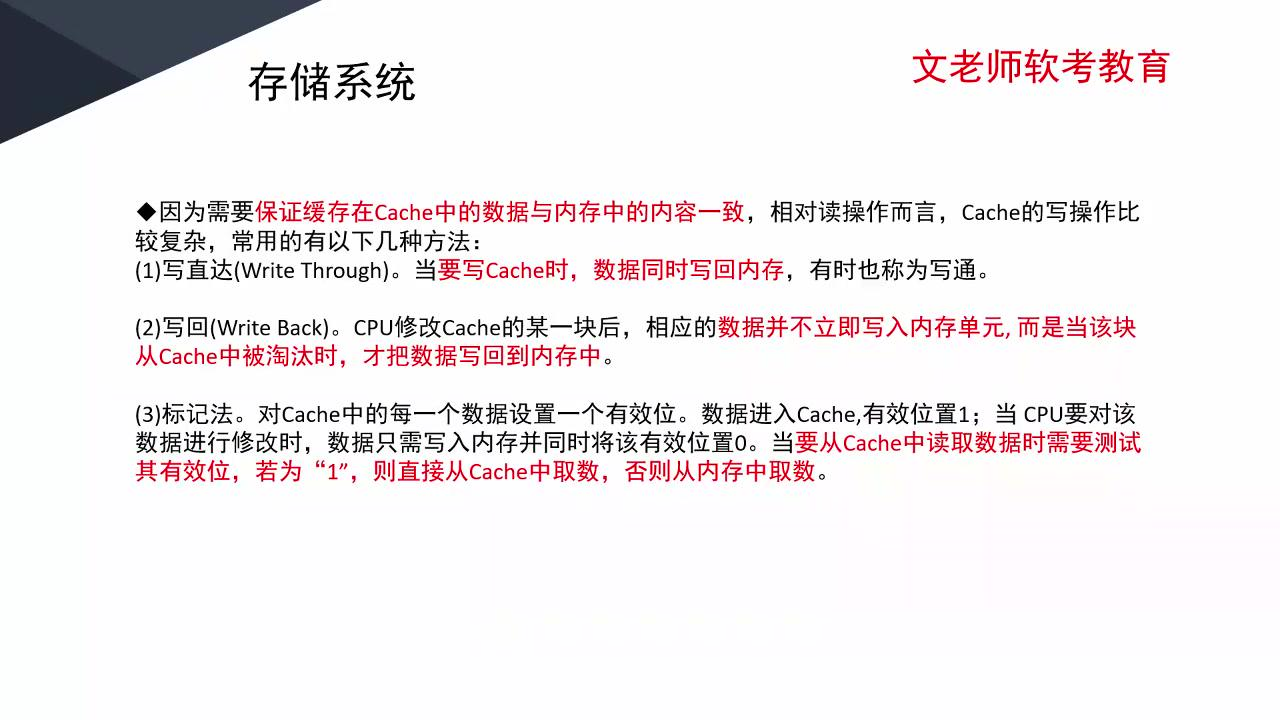 存储系统
文老师软考教育
◆因为需要保证缓存在Cache中的数据与内存中的内容一致，相对读操作而言，Cache的写操作比
较复杂，常用的有以下几种方法：
(1)写直达(Write Through)。当要写Cache时，数据同时写回内存，有时也称为写通。
(2)写回(Write Back)。CPU修改Cache的某一块后，相应的数据并不立即写入内存单元, 而是当该块
从Cache中被淘汰时，才把数据写回到内存中。
(3)标记法。对Cache中的每一个数据设置一个有效位。数据进入Cache,有效位置1；当 CPU要对该
数据进行修改时，数据只需写入内存并同时将该有效位置0。当要从Cache中读取数据时需要测试
其有效位，若为“1”，则直接从Cache中取数，否则从内存中取数。